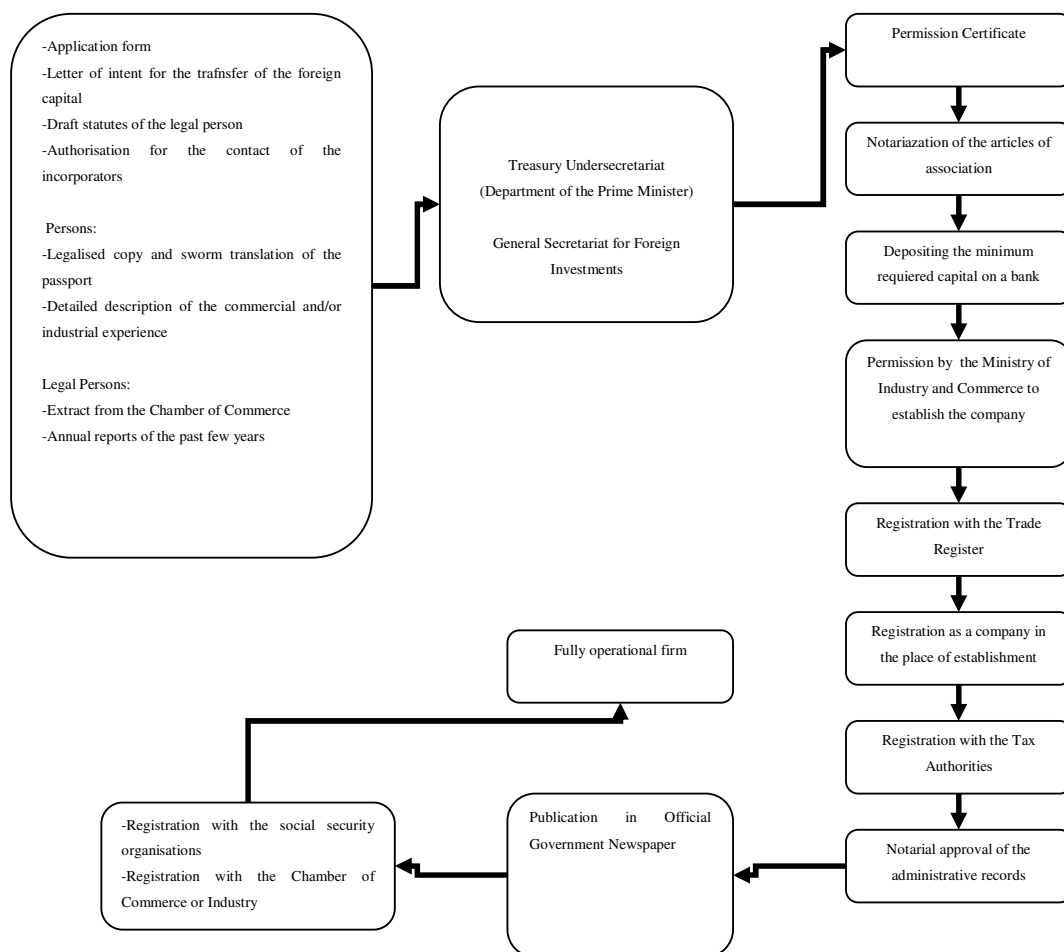 -Application form
-Letter of intent for the trafnsfer of the foreign
capital
-Draft statutes of the legal person
-Authorisation for the contact of the
incorporators
Persons:
-Legalised copy and sworm translation of the
passport
-Detailed description of the commercial and/or
industrial experience
Legal Persons:
-Extract from the Chamber of Commerce
-Annual reports of the past few years
Treasury Undersecretariat
(Department of the Prime Minister)
General Secretariat for Foreign
Investments
Permission Certificate
Notariazation of the articles of
association
Depositing the minimum
requiered capital on a bank
Permission by the Ministry of
Industry and Commerce to
establish the company
Registration with the Trade
Register
Registration as a company in
the place of establishment
Registration with the Tax
Authorities
Notarial approval of the
administrative records
Publication in Official
Government Newspaper
-Registration with the social security
organisations
-Registration with the Chamber of
Commerce or Industry
Fully operational firm